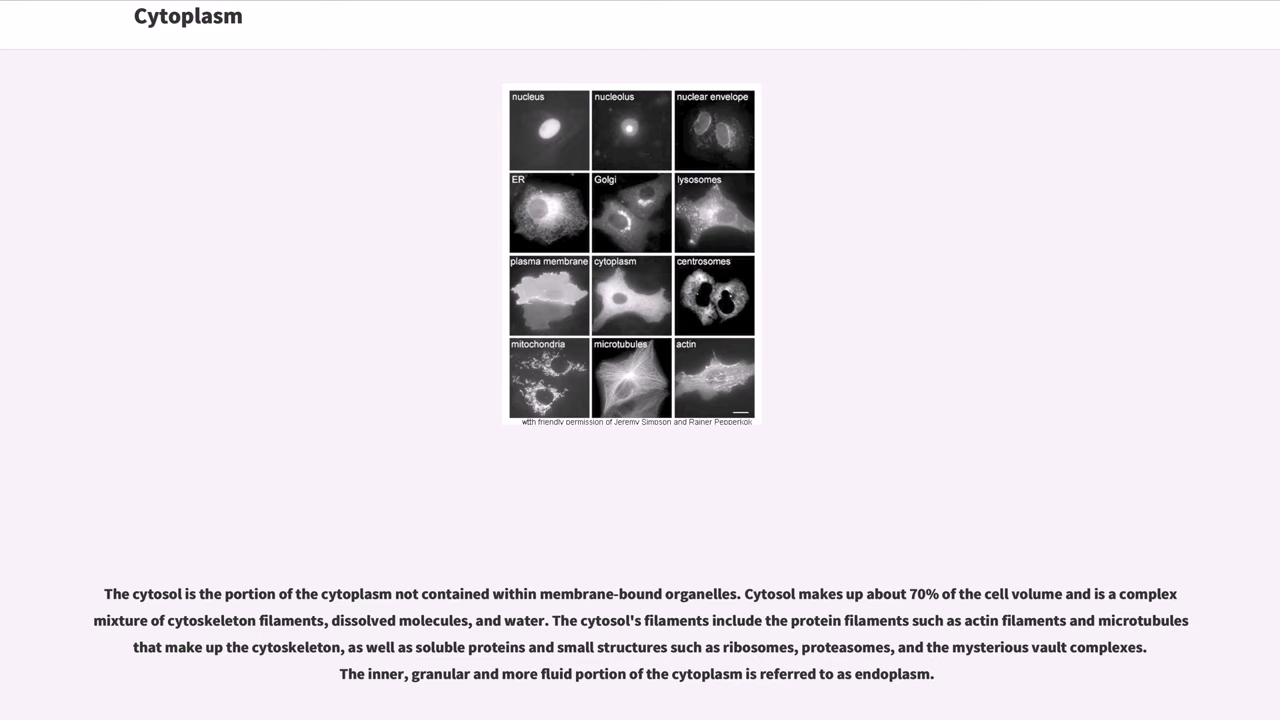 Cytoplasm
nucleus
nucleolus
nuclear envelope
ER
Golgi
lysosomes
plasma membrane
cytoplasm
centrosomes
mitochondria
microtubules
actin
with friendly permission of Jeremy Simpson and Rainer Pepperkok
The cytosol is the portion of the cytoplasm not contained within membrane-bound organelles. Cytosol makes up about 70% of the cell volume and is a complex
mixture of cytoskeleton filaments, dissolved molecules, and water. The cytosol's filaments include the protein filaments such as actin filaments and microtubules
that make up the cytoskeleton, as well as soluble proteins and small structures such as ribosomes, proteasomes, and the mysterious vault complexes.
The inner, granular and more fluid portion of the cytoplasm is referred to as endoplasm.